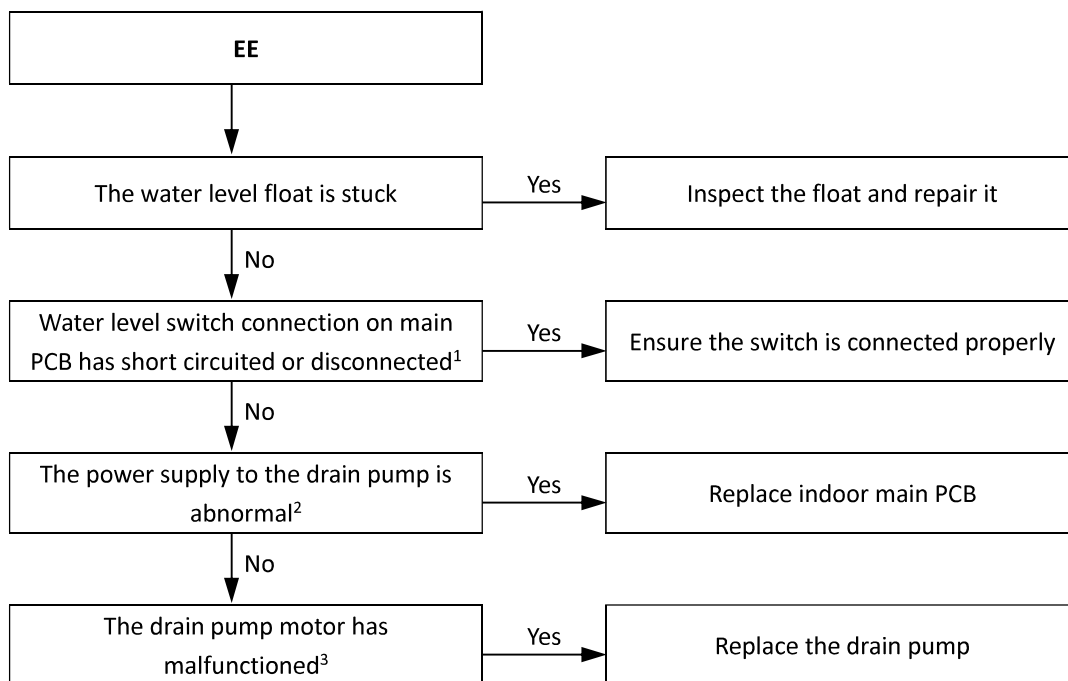 EE
The water level float is stuck
Yes
Inspect the float and repair it
No
Water level switch connection on main
PCB has short circuited or disconnected¹
Yes
Ensure the switch is connected properly
No
The power supply to the drain pump is
abnormal²
Yes
Replace indoor main PCB
No
The drain pump motor has
malfunctioned³
Yes
Replace the drain pump